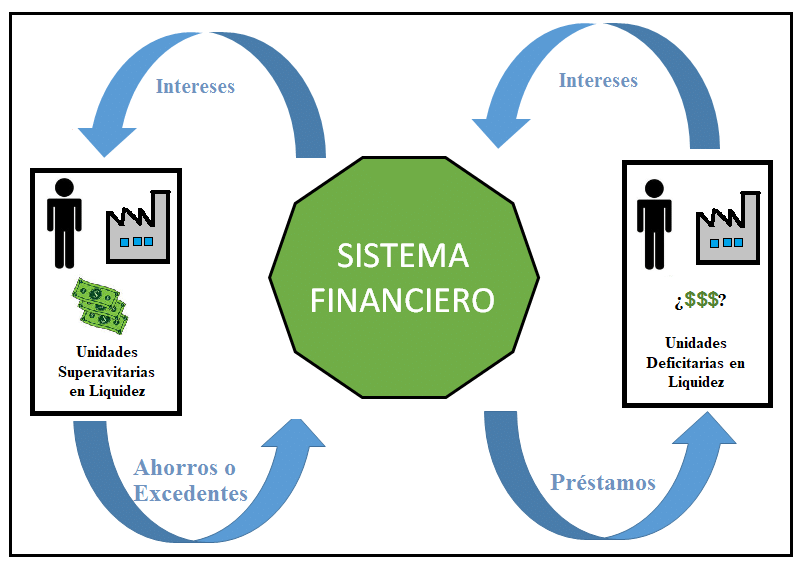 Intereses
Intereses
SISTEMA
FINANCIERO
Unidades
Superavitarias
en Liquidez
¿$$$?
Unidades
Deficitarias en
Liquidez
Ahorros o
Excedentes
Préstamos